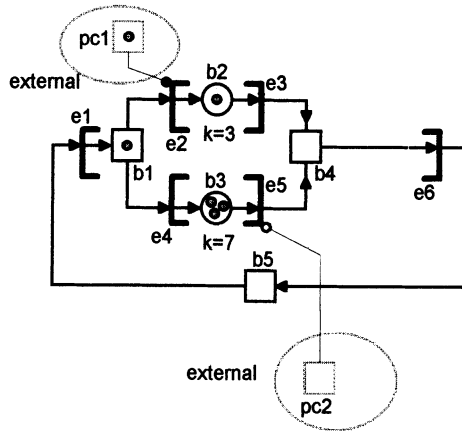 pc1
external
b2
e3
e1
e2
k=3
b1
b4
b3
e5
e6
e4
k=7
b5
external
pc2